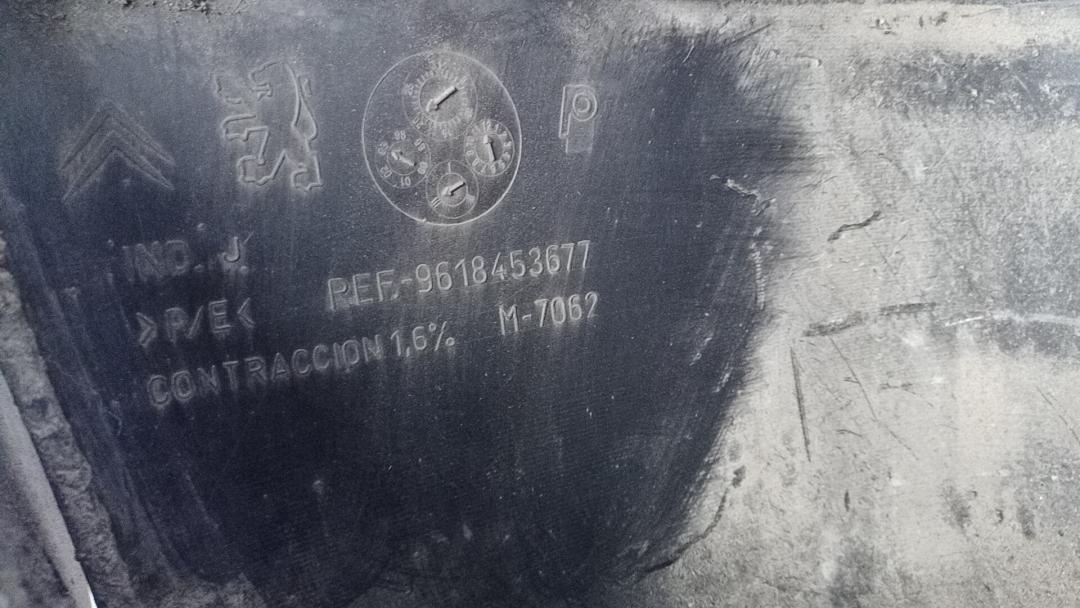 P
IND. J.
REF.-9618453677
>P/E<
M-7062
CONTRACCION 1,6%